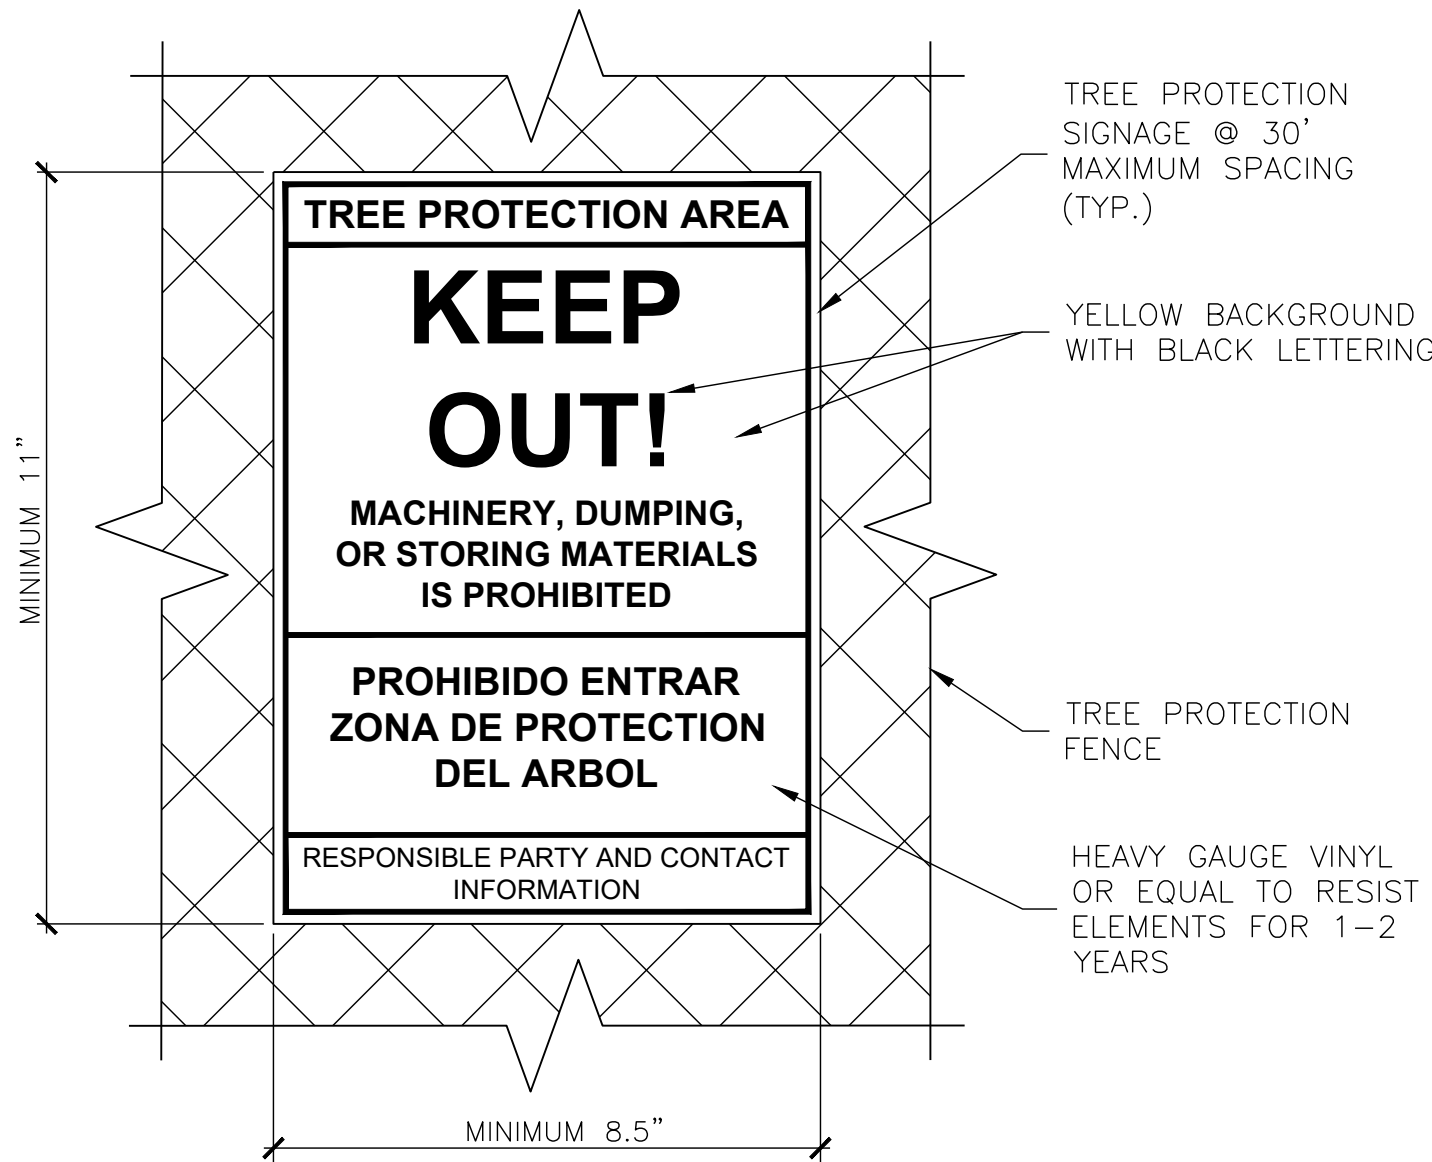 TREE PROTECTION
SIGNAGE @ 30'
MAXIMUM SPACING
(TYP.)
TREE PROTECTION AREA
KEEP
OUT!
YELLOW BACKGROUND
WITH BLACK LETTERING
MACHINERY, DUMPING,
OR STORING MATERIALS
IS PROHIBITED
MINIMUM 11”
PROHIBIDO ENTRAR
ZONA DE PROTECTION
DEL ARBOL
TREE PROTECTION
FENCE
RESPONSIBLE PARTY AND CONTACT
INFORMATION
HEAVY GAUGE VINYL
OR EQUAL TO RESIST
ELEMENTS FOR 1–2
YEARS
MINIMUM 8.5”